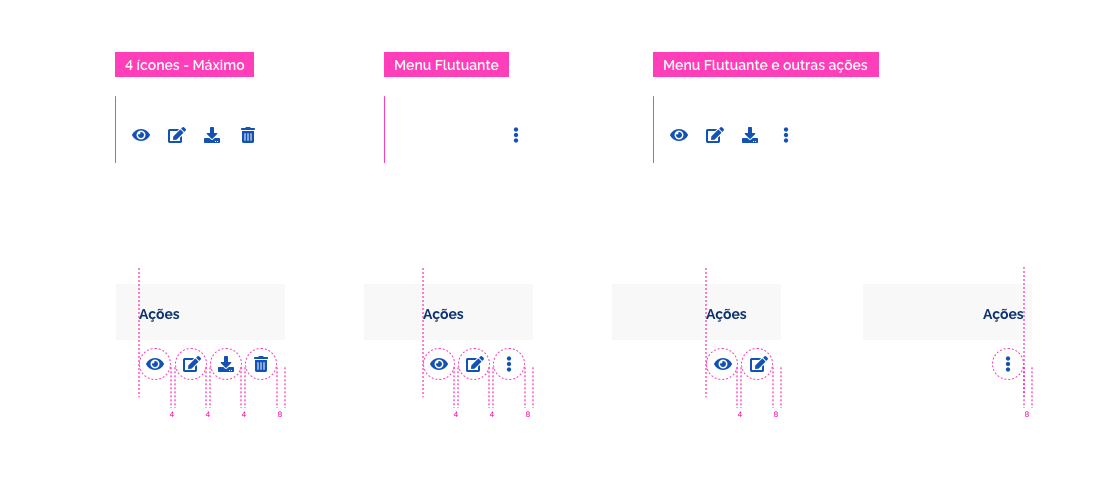 4 ícones - Máximo
Menu Flutuante
Menu Flutuante e outras ações
Ações
Ações
Ações
Ações
4 4 4 8
4 4 8
4 8
8